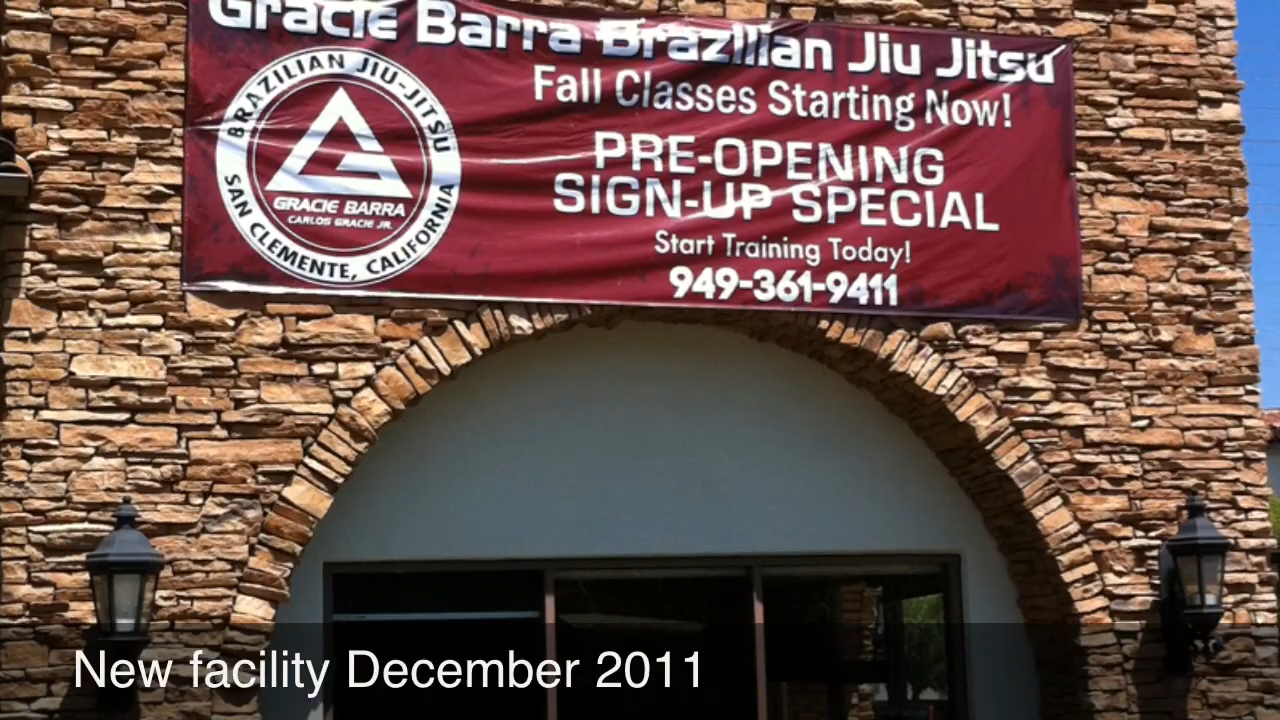 Gracie Barra Brazilian Jiu Jitsu
Fall Classes Starting Now!
PRE-OPENING
SIGN-UP SPECIAL
Start Training Today!
949-361-9411
BRAZILIAN JIU-JITSU
GRACIE BARRA
CARLOS GRACIE JR.
SAN CLEMENTE, CALIFORNIA
New facility December 2011